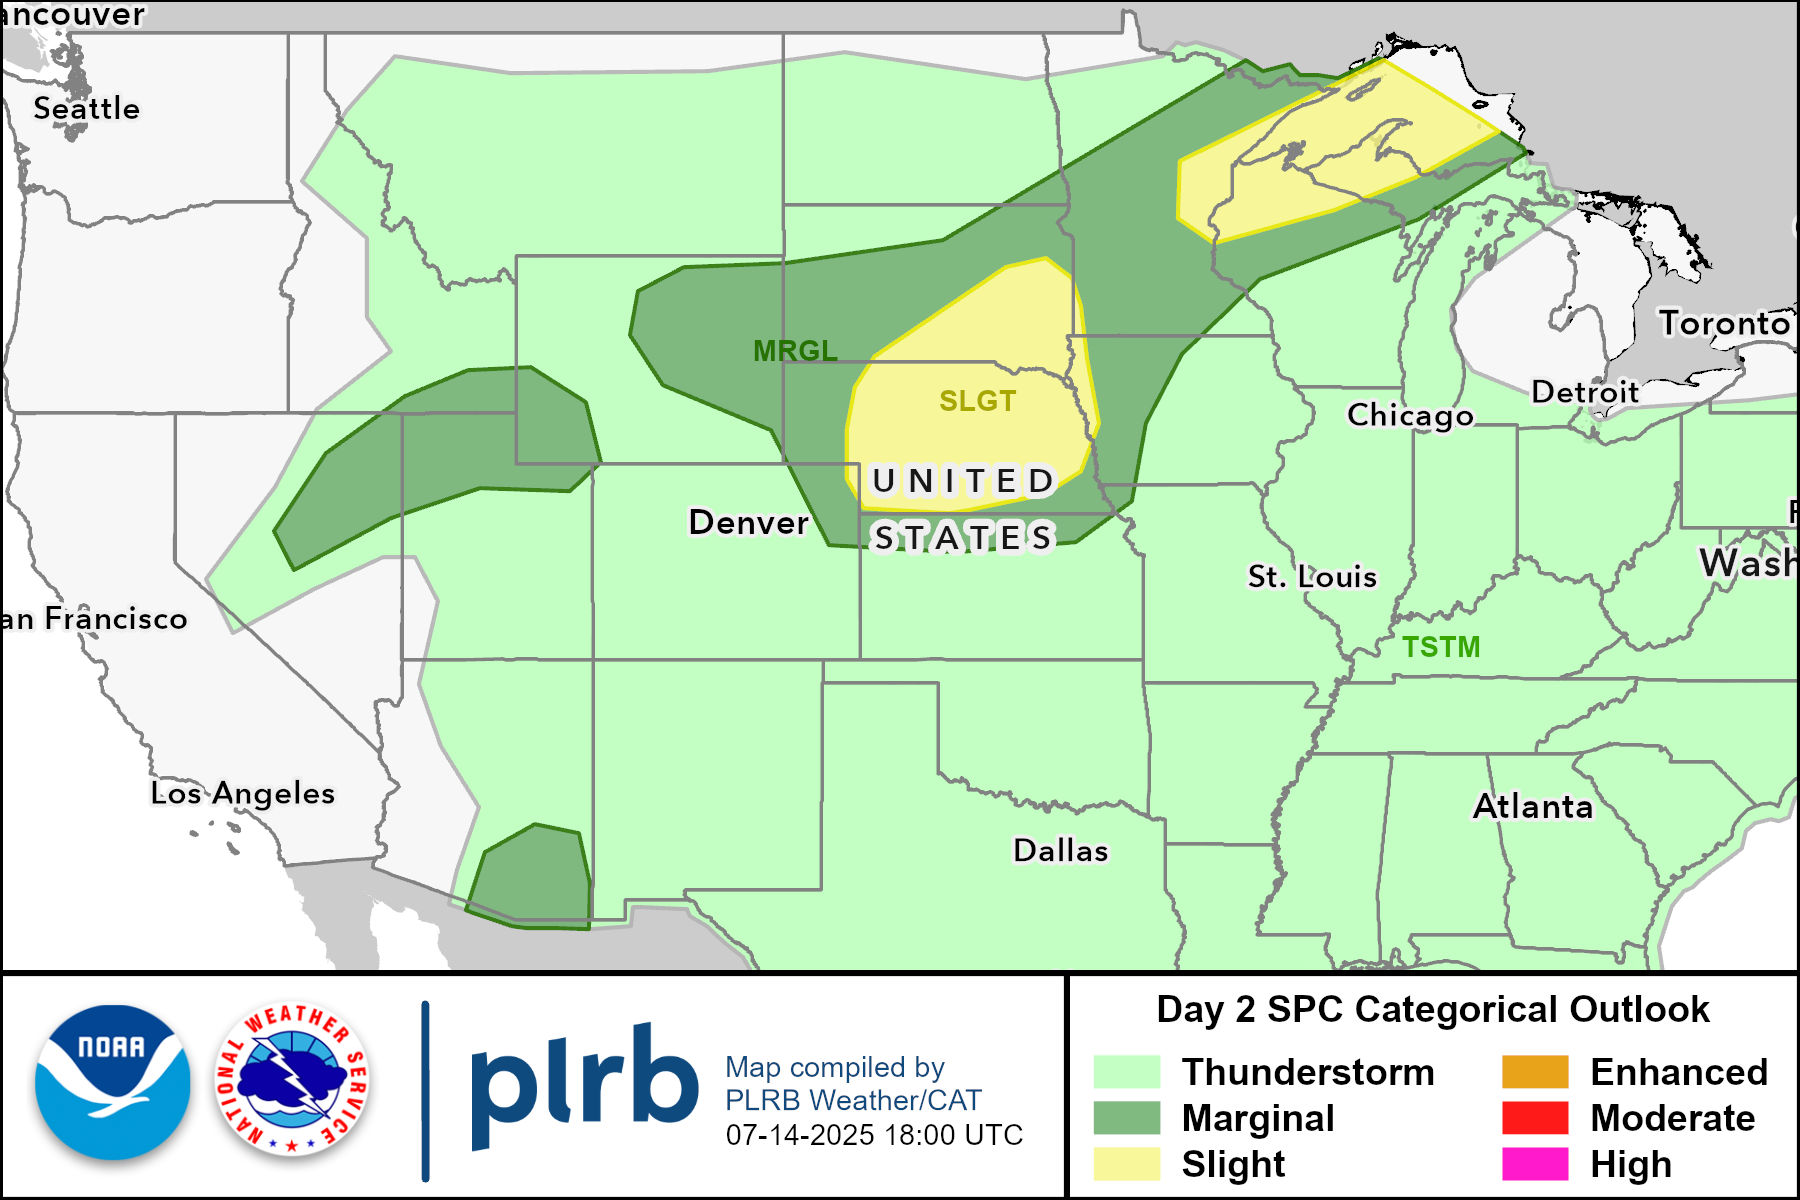 ancouver
Seattle
Toronto
MRGL
Detroit
SLGT
Chicago
UNITED
Denver
STATES
Wash
St. Louis
an Francisco
TSTM
Los Angeles
Atlanta
Dallas
NOAA
NATIONAL WEATHER SERVICE
plrb
Map compiled by
PLRB Weather/CAT
07-14-2025 18:00 UTC
Day 2 SPC Categorical Outlook
Thunderstorm
Marginal
Slight
Enhanced
Moderate
High